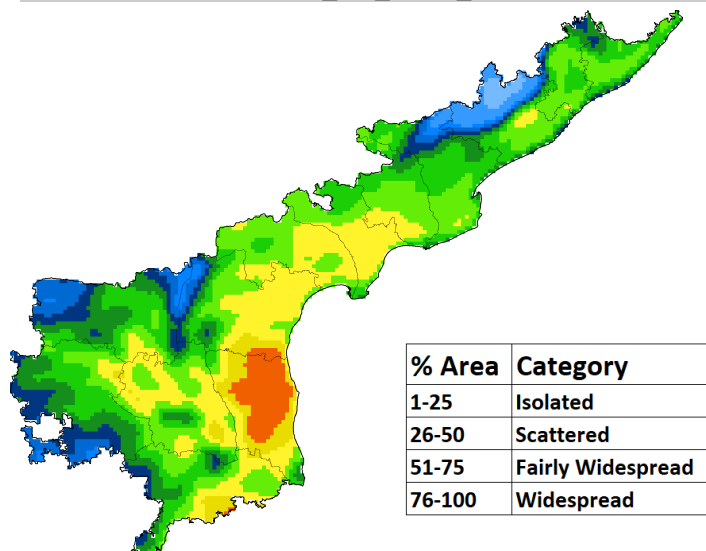 % Area Category
1-25 Isolated
26-50 Scattered
51-75 Fairly Widespread
76-100 Widespread